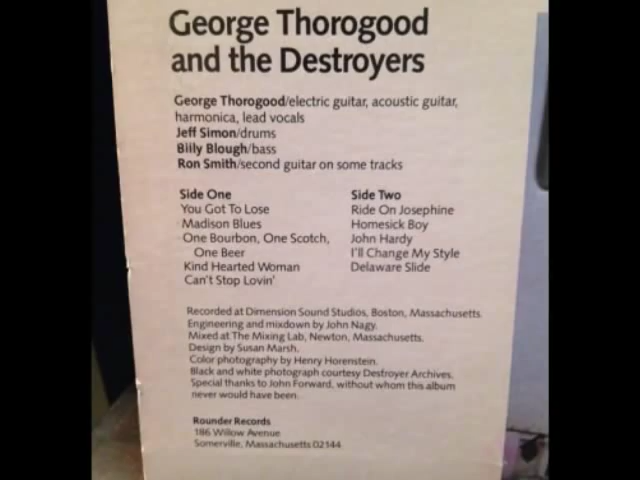 George Thorogood
and the Destroyers
George Thorogood/electric guitar, acoustic guitar,
harmonica, lead vocals
Jeff Simon/drums
Billy Blough/bass
Ron Smith/second guitar on some tracks
Side One
You Got To Lose
Madison Blues
One Bourbon, One Scotch,
One Beer
Kind Hearted Woman
Can't Stop Lovin'
Side Two
Ride On Josephine
Homesick Boy
John Hardy
I'll Change My Style
Delaware Slide
Recorded at Dimension Sound Studios, Boston, Massachusetts.
Engineering and mixdown by John Nagy.
Mixed at The Mixing Lab, Newton, Massachusetts.
Design by Susan Marsh.
Color photography by Henry Horenstein.
Black and white photograph courtesy Destroyer Archives.
Special thanks to John Forward, without whom this album
never would have been.
Rounder Records
186 Willow Avenue
Somerville, Massachusetts 02144